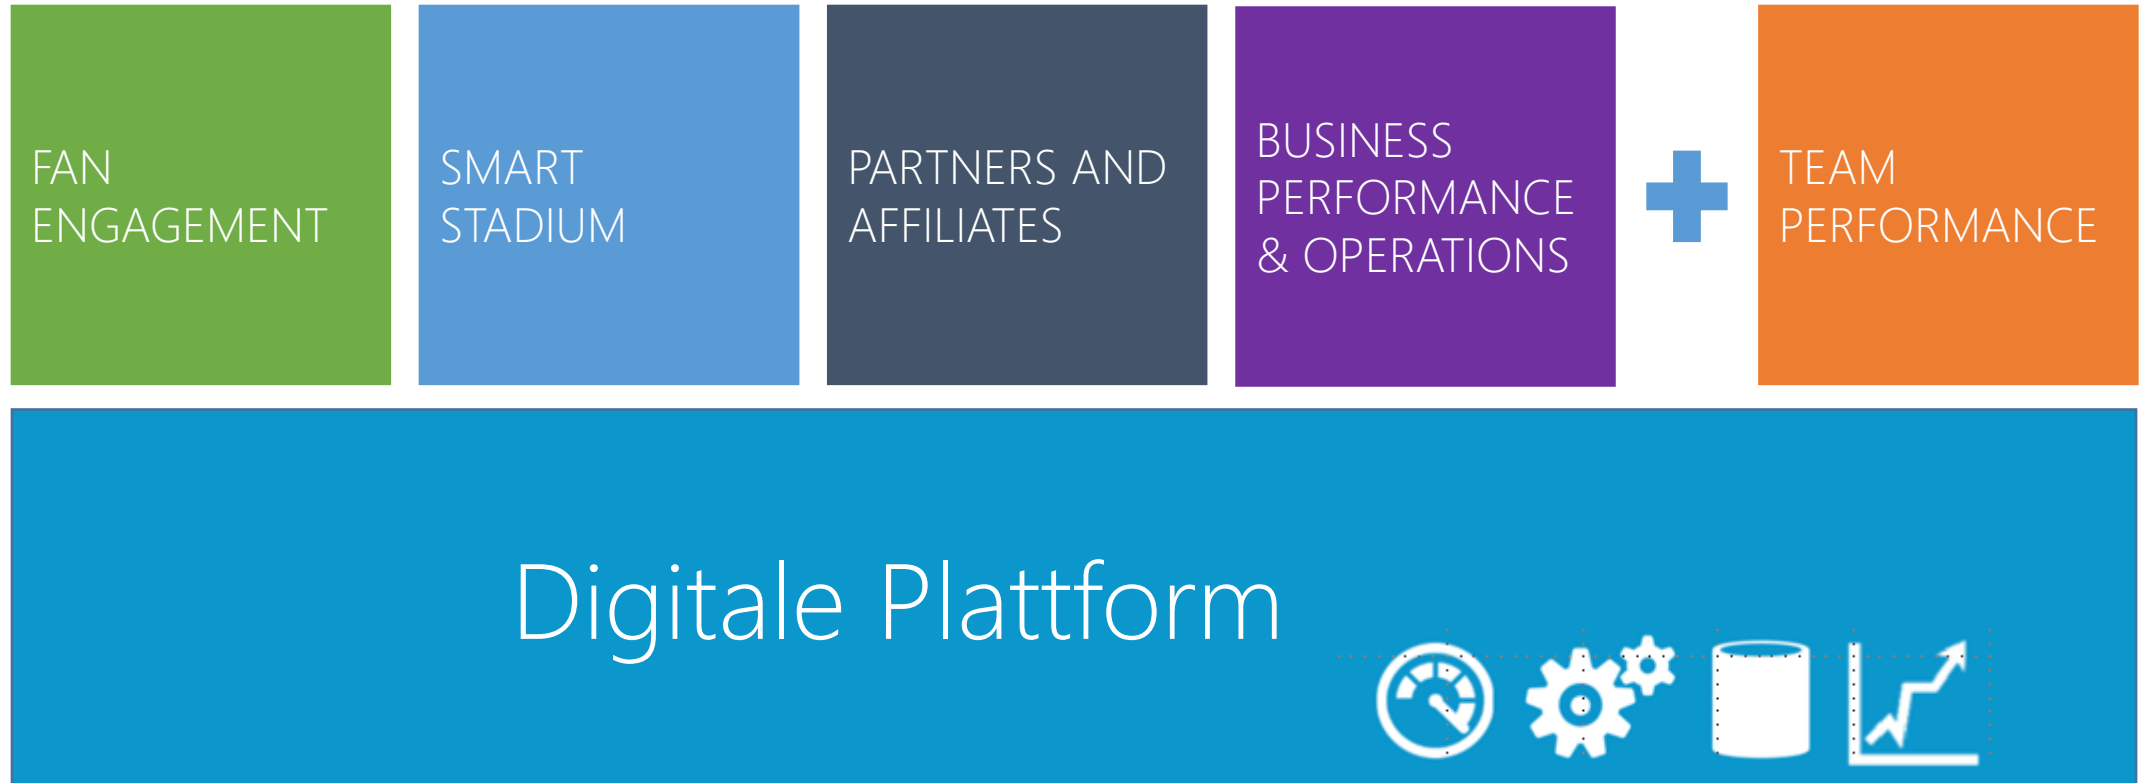 FAN
ENGAGEMENT
SMART
STADIUM
PARTNERS AND
AFFILIATES
BUSINESS
PERFORMANCE
& OPERATIONS
TEAM
PERFORMANCE
Digitale Plattform